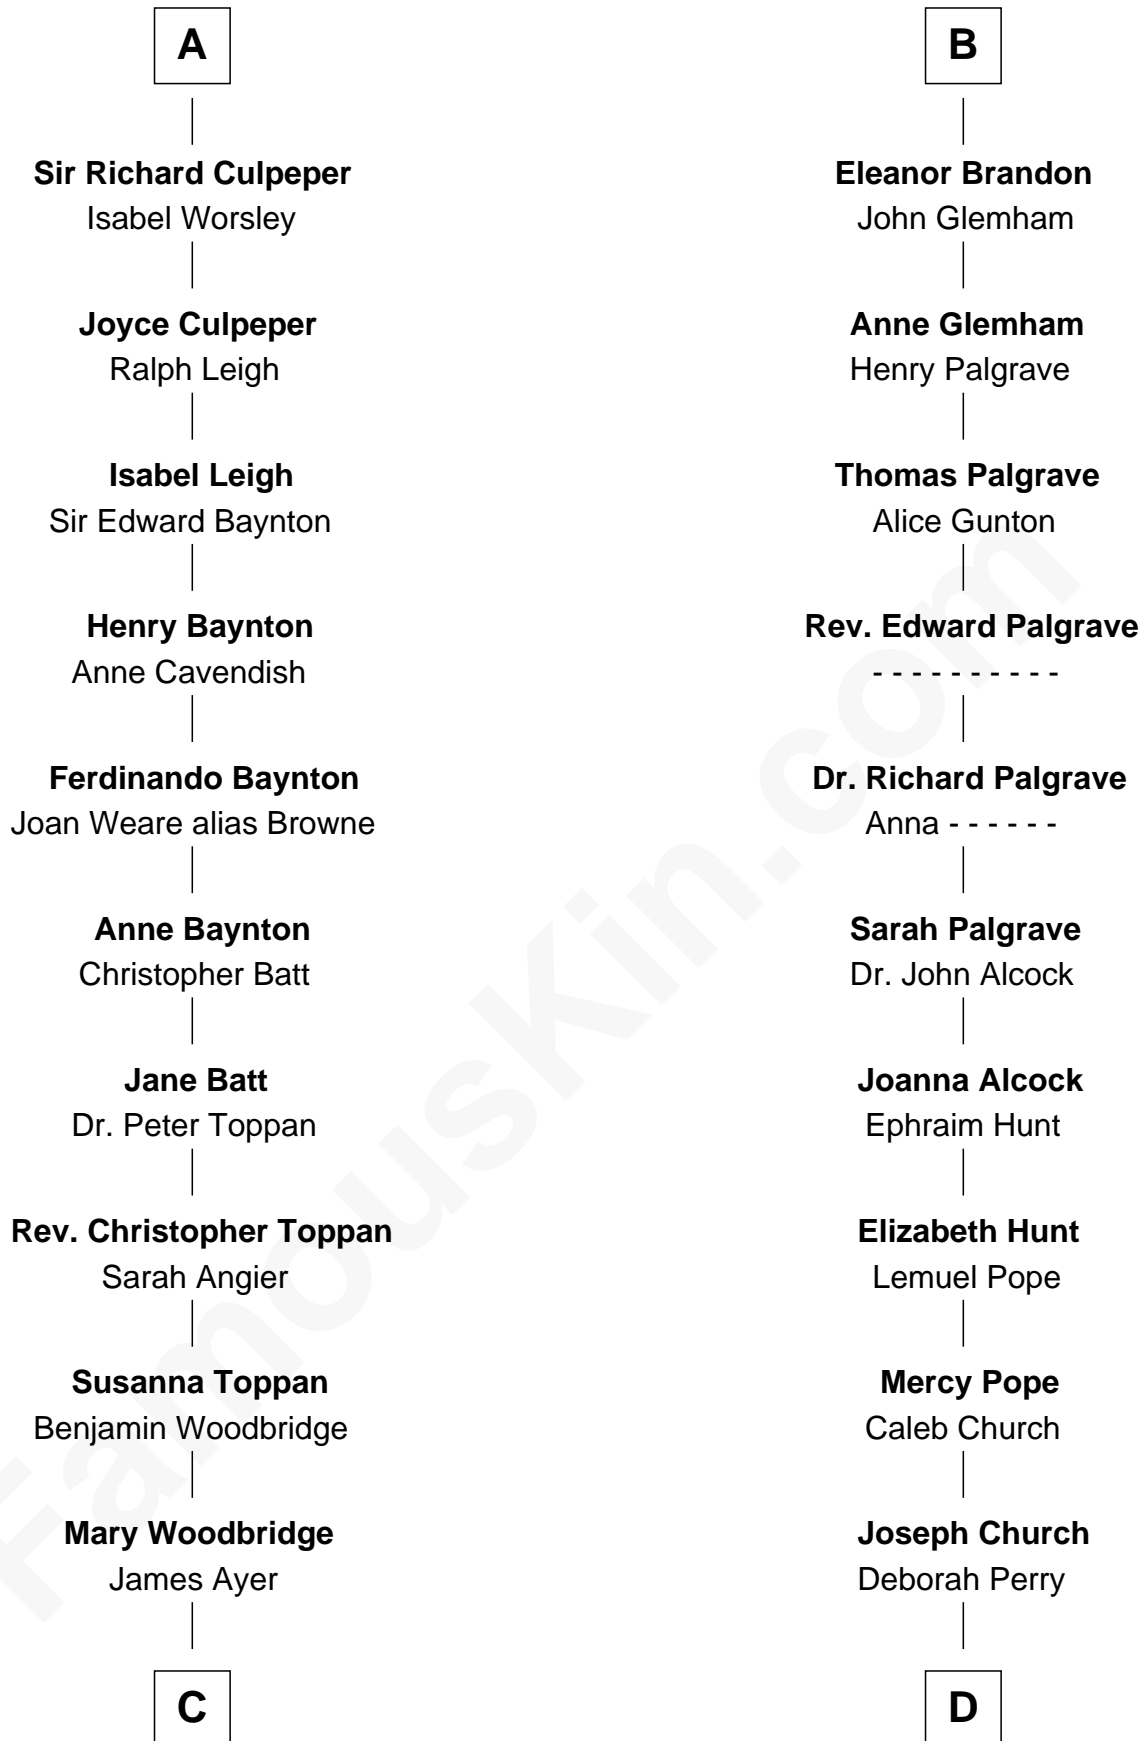 A
Sir Richard Culpeper
Isabel Worsley
Joyce Culpeper
Ralph Leigh
Isabel Leigh
Sir Edward Baynton
Henry Baynton
Anne Cavendish
Ferdinando Baynton
Joan Weare alias Browne
Anne Baynton
Christopher Batt
Jane Batt
Dr. Peter Toppan
Rev. Christopher Toppan
Sarah Angier
Susanna Toppan
Benjamin Woodbridge
Mary Woodbridge
James Ayer
C
B
Eleanor Brandon
John Glemham
Anne Glemham
Henry Palgrave
Thomas Palgrave
Alice Gunton
Rev. Edward Palgrave
- - - - - - - - - -
Dr. Richard Palgrave
Anna - - - - - -
Sarah Palgrave
Dr. John Alcock
Joanna Alcock
Ephraim Hunt
Elizabeth Hunt
Lemuel Pope
Mercy Pope
Caleb Church
Joseph Church
Deborah Perry
D
FamousKin.com